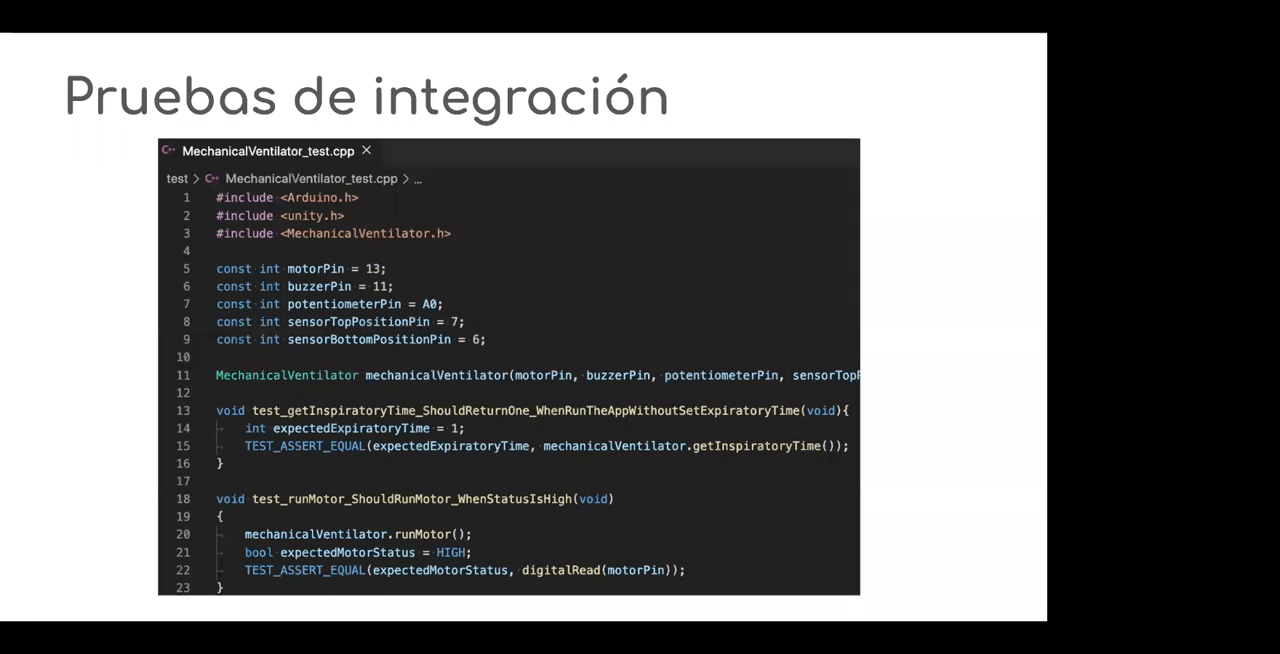 Pruebas de integración
MechanicalVentilator_test.cpp
test > MechanicalVentilator_test.cpp > ...
1 #include <Arduino.h>
2 #include <unity.h>
3 #include <MechanicalVentilator.h>
4
5 const int motorPin = 13;
6 const int buzzerPin = 11;
7 const int potentiometerPin = A0;
8 const int sensorTopPositionPin = 7;
9 const int sensorBottomPositionPin = 6;
10
11 MechanicalVentilator mechanicalVentilator(motorPin, buzzerPin, potentiometerPin,
12
13 void test_getInspiratoryTime_ShouldReturnOne_WhenRunTheAppWithoutSetExpiratoryTime(void){
14 int expectedExpiratoryTime = 1;
15 TEST_ASSERT_EQUAL(expectedExpiratoryTime, mechanicalVentilator.getInspiratoryTime());
16 }
17
18 void test_runMotor_ShouldRunMotor_WhenStatusIsHigh(void)
19 {
20 mechanicalVentilator.runMotor();
21 bool expectedMotorStatus = HIGH;
22 TEST_ASSERT_EQUAL(expectedMotorStatus, digitalRead(motorPin));
23 }